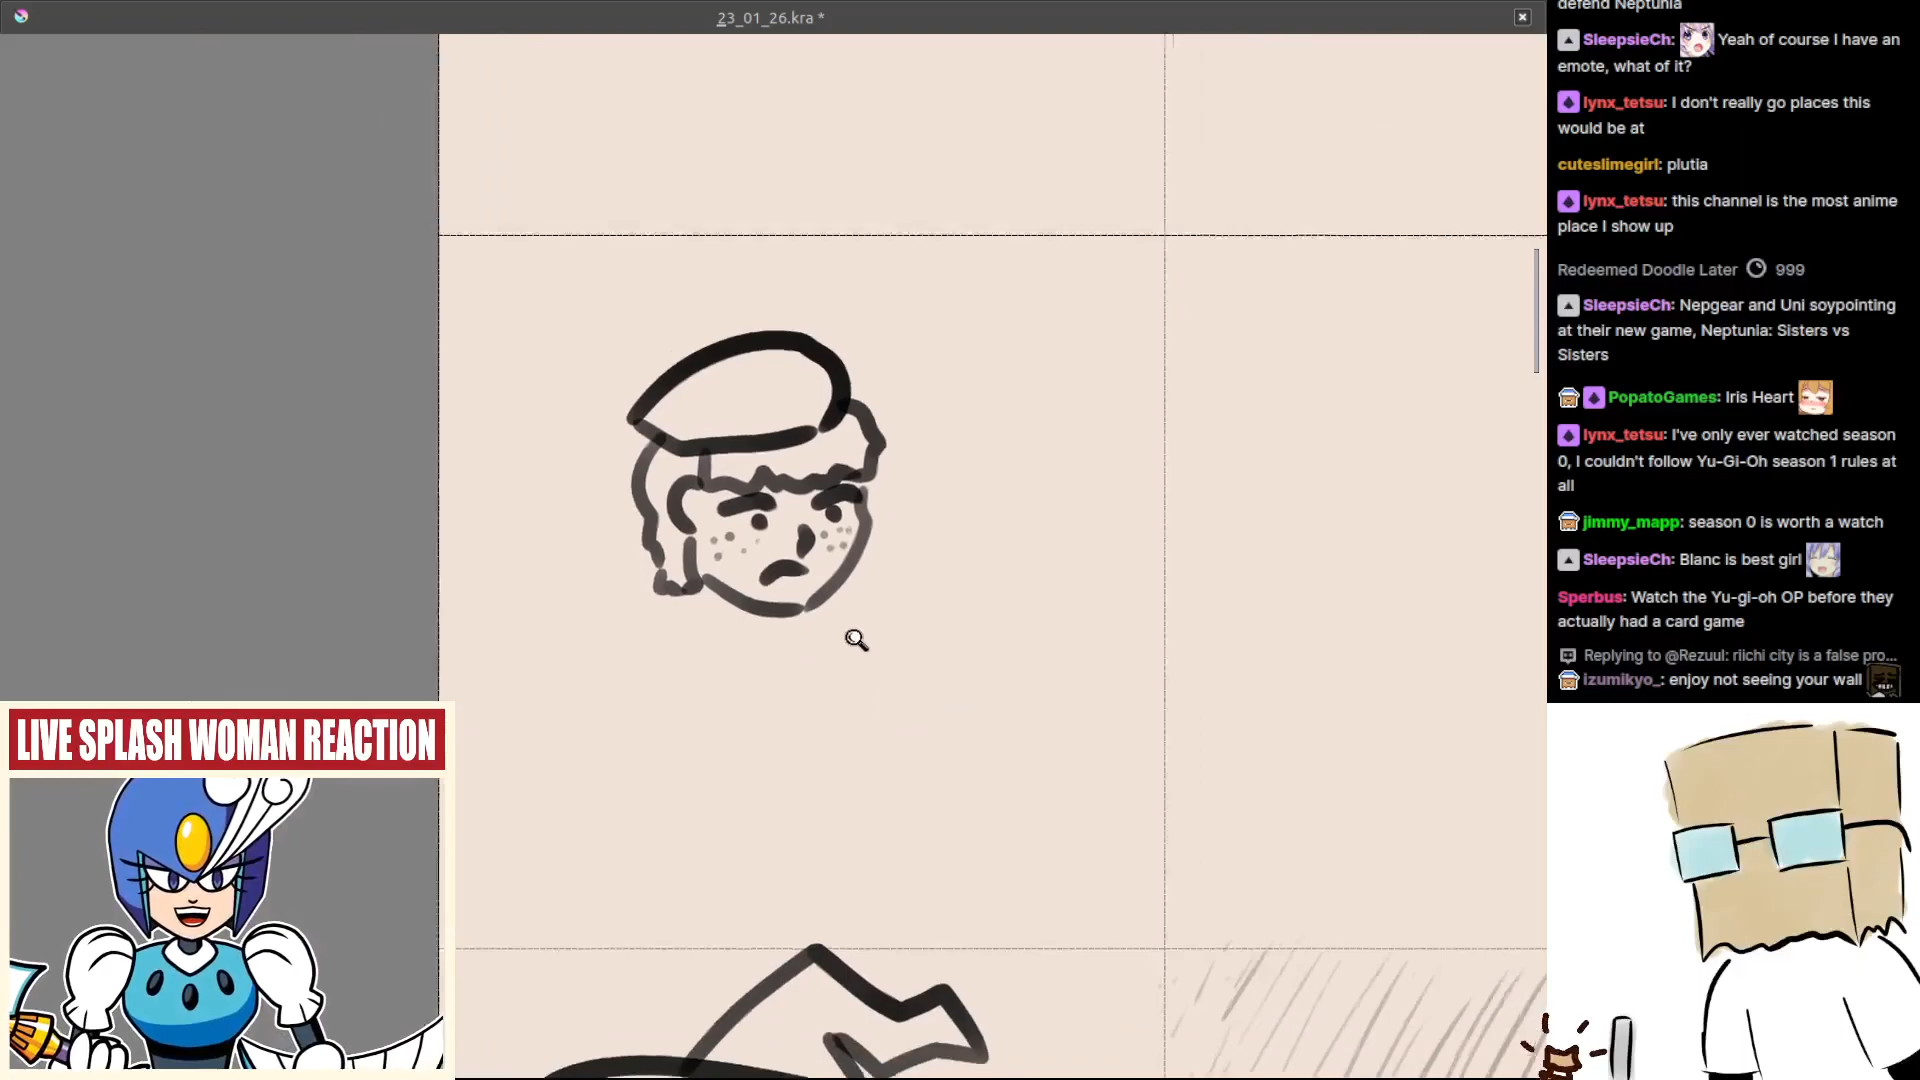 23_01_26.kra *
defend Neptunia
SleepsieCh: Yeah of course I have an
emote, what of it?
lynx_tetsu: I don't really go places this
would be at
cuteslimegirl: plutia
lynx_tetsu: this channel is the most anime
place I show up
Redeemed Doodle Later 999
SleepsieCh: Nepgear and Uni soypointing
at their new game, Neptunia: Sisters vs
Sisters
PopatoGames: Iris Heart
lynx_tetsu: I've only ever watched season
0, I couldn't follow Yu-Gi-Oh season 1 rules at
all
jimmy_mapp: season 0 is worth a watch
SleepsieCh: Blanc is best girl
Sperbus: Watch the Yu-gi-oh OP before they
actually had a card game
Replying to @Rezuul: riichi city is a false pro...
izumikyo_: enjoy not seeing your wall
LIVE SPLASH WOMAN REACTION